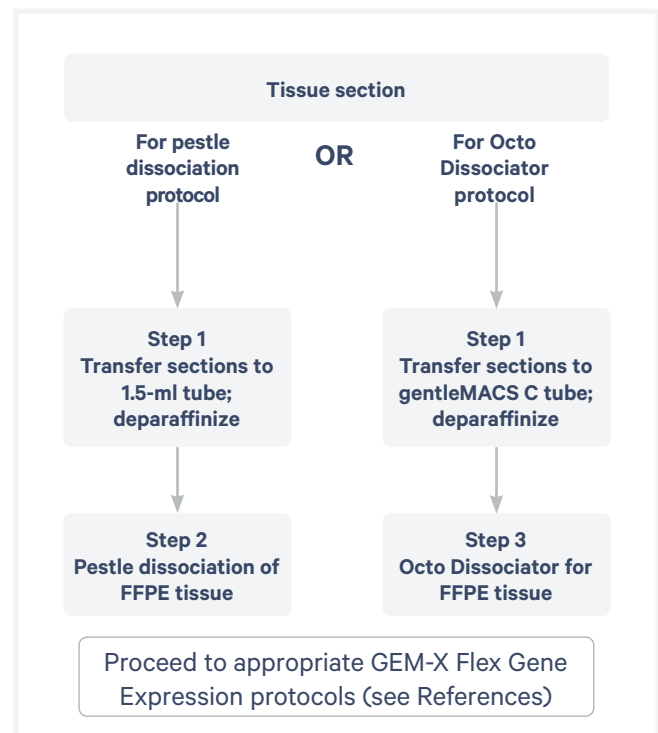 Tissue section
For pestle
dissociation
protocol
OR
For Octo
Dissociator
protocol
Step 1
Transfer sections to
1.5-ml tube;
deparaffinize
Step 1
Transfer sections to
gentleMACS C tube;
deparaffinize
Step 2
Pestle dissociation of
FFPE tissue
Step 3
Octo Dissociator for
FFPE tissue
Proceed to appropriate GEM-X Flex Gene
Expression protocols (see References)